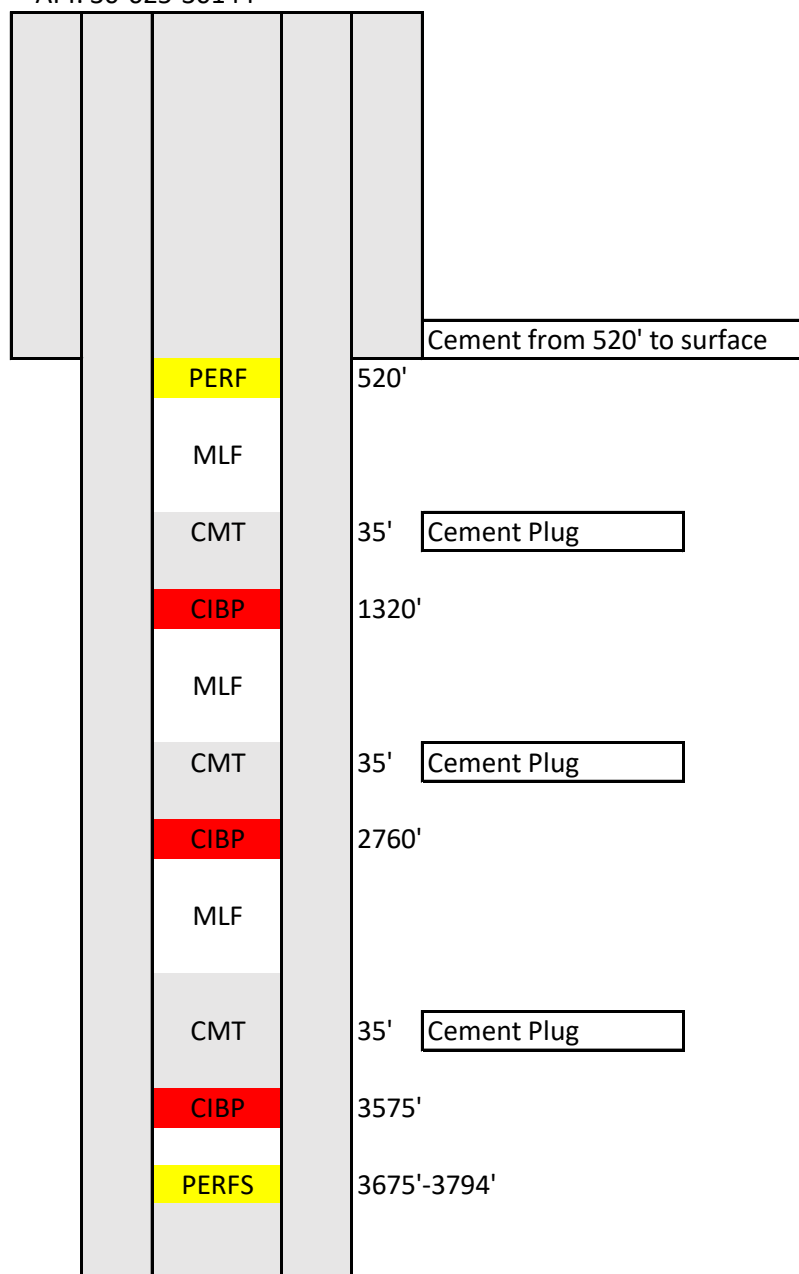 Cement from 520' to surface
PERF 520'
MLF
CMT 35' Cement Plug
CIBP 1320'
MLF
CMT 35' Cement Plug
CIBP 2760'
MLF
CMT 35' Cement Plug
CIBP 3575'
PERFS 3675'-3794'